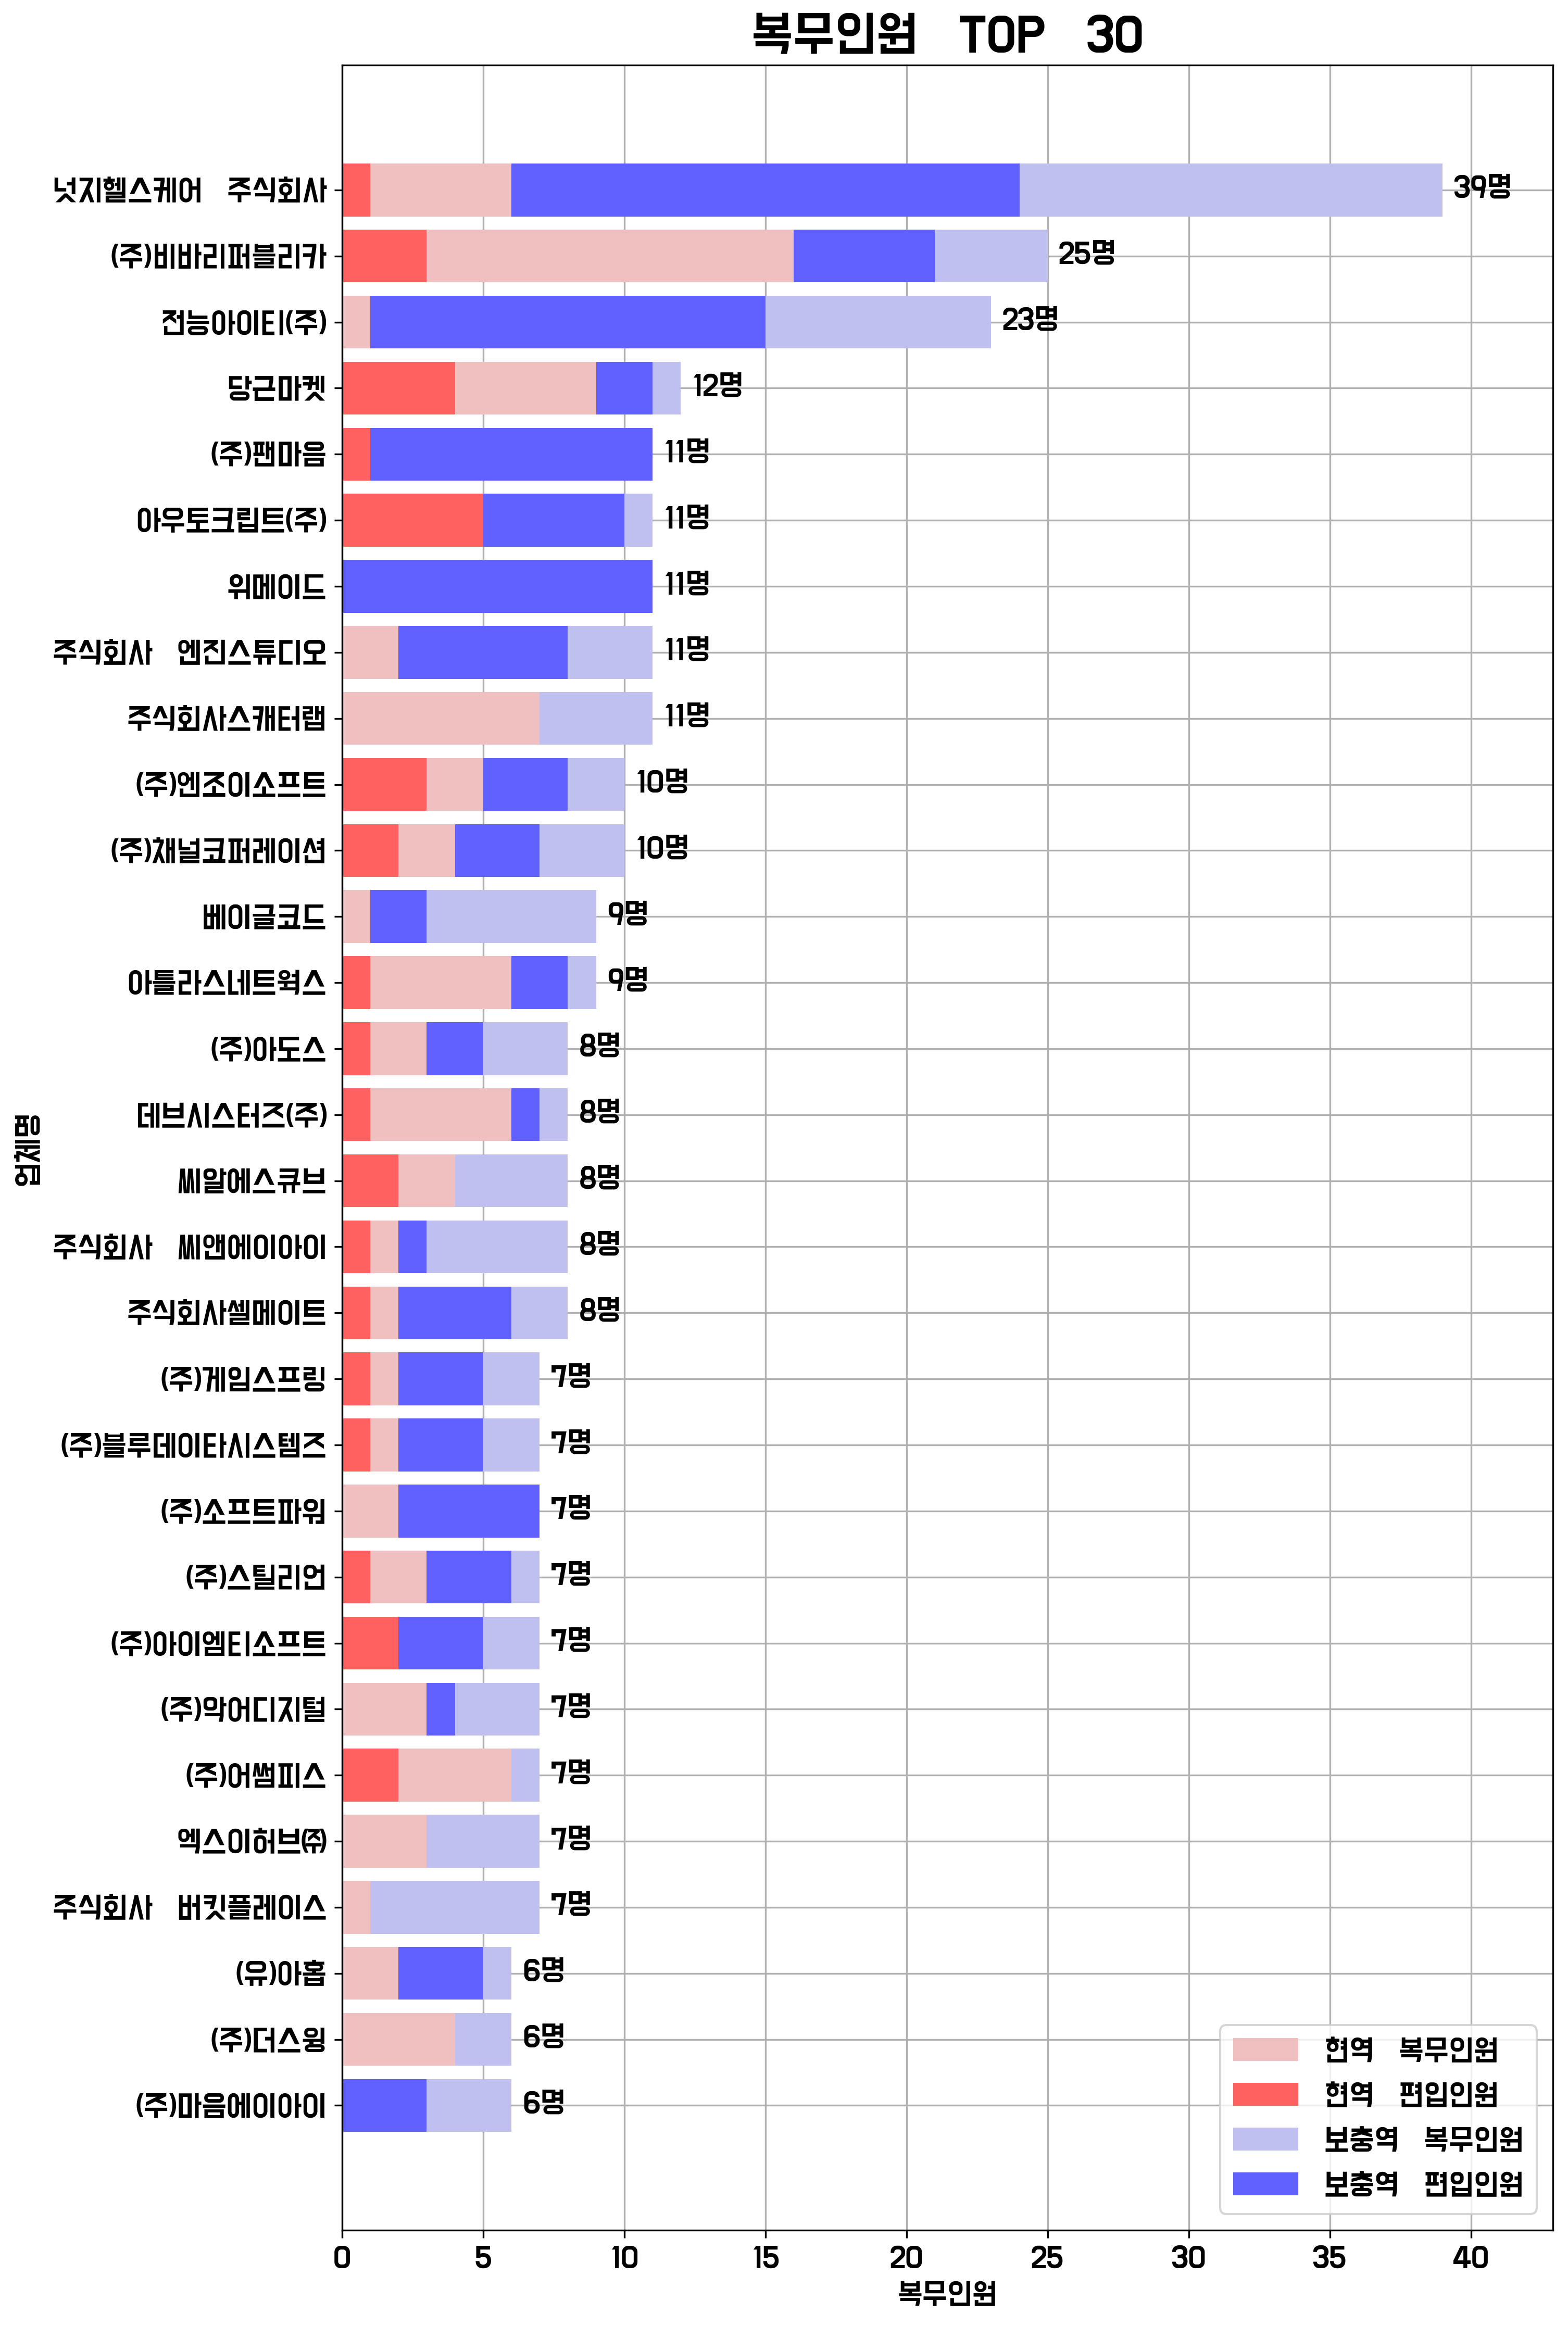 복무인원 TOP 30
넛지헬스케어 주식회사 39명
(주)비바리퍼블리카 25명
전능아이티(주) 23명
당근마켓 12명
(주)팬마음 11명
아우토크립트(주) 11명
위메이드 11명
주식회사 엔진스튜디오 11명
주식회사스캐터랩 11명
(주)엔조이소프트 10명
(주)채널코퍼레이션 10명
베이글코드 9명
아틀라스네트웍스 9명
(주)아도스 8명
데브시스터즈(주) 8명
씨알에스큐브 8명
주식회사 씨앤에이아이 8명
주식회사셀메이트 8명
(주)게임스프링 7명
(주)블루데이타시스템즈 7명
(주)소프트파워 7명
(주)스틸리언 7명
(주)아이엠티소프트 7명
(주)악어디지털 7명
(주)어썸피스 7명
엑스이허브㈜ 7명
주식회사 버킷플레이스 7명
(유)아홉 6명
(주)더스윙 6명
(주)마음에이아이 6명
업체명
현역 복무인원
현역 편입인원
보충역 복무인원
보충역 편입인원
0 5 10 15 20 25 30 35 40
복무인원